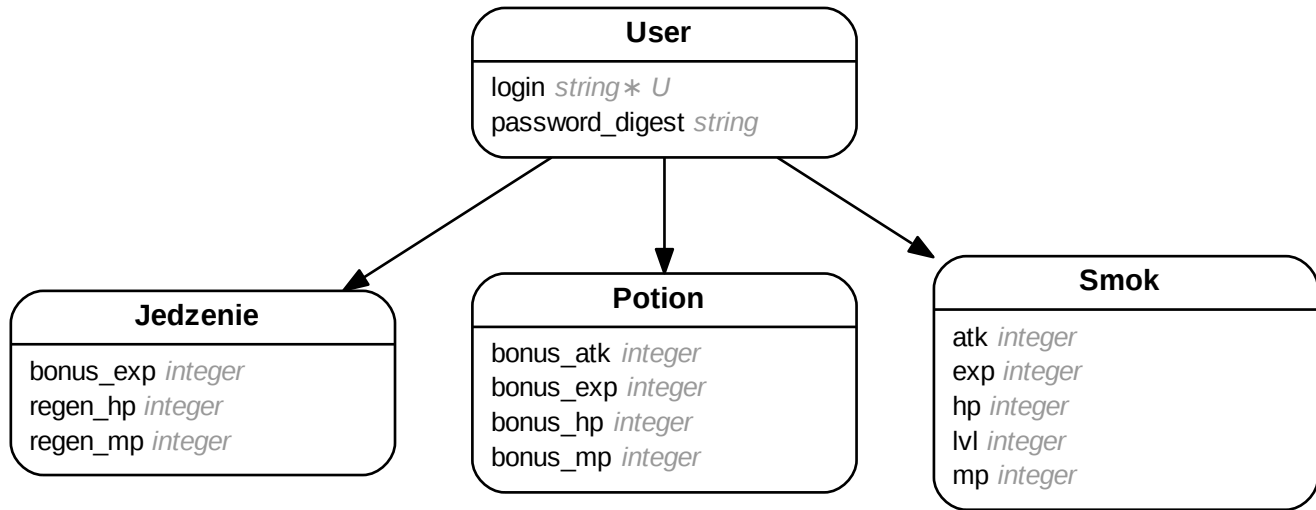 User
login string∗ U
password_digest string
Jedzenie
bonus_exp integer
regen_hp integer
regen_mp integer
Potion
bonus_atk integer
bonus_exp integer
bonus_hp integer
bonus_mp integer
Smok
atk integer
exp integer
hp integer
lvl integer
mp integer